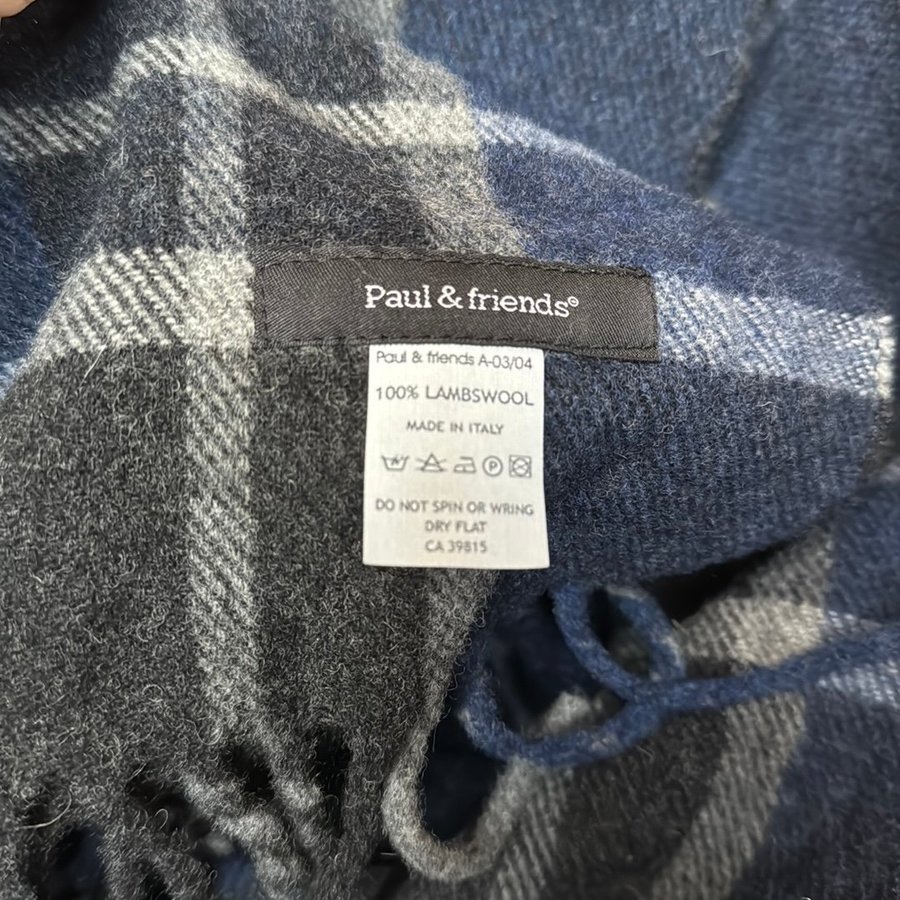 Paul & friends®
Paul & friends A-03/04
100% LAMBSWOOL
MADE IN ITALY
P
DO NOT SPIN OR WRING
DRY FLAT
CA 39815